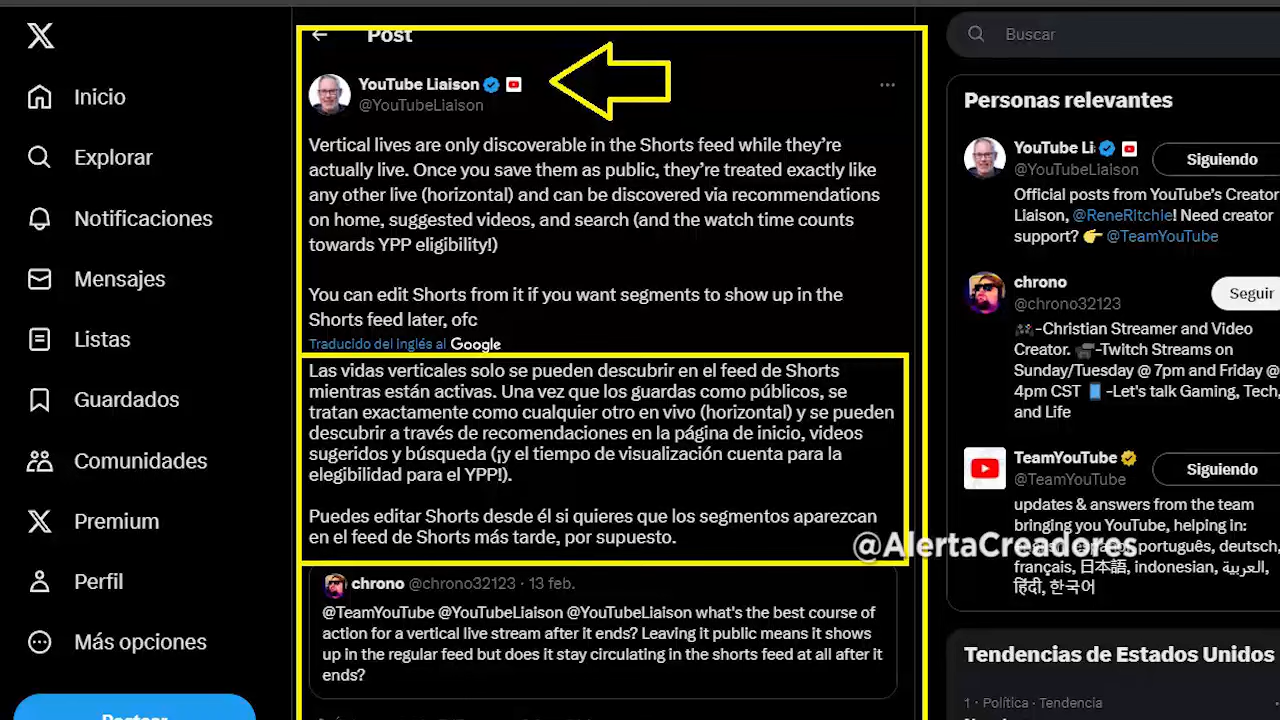 Inicio
Explorar
Notificaciones
Mensajes
Listas
Guardados
Comunidades
Premium
Perfil
Más opciones
Postear
Post
YouTube Liaison
@YouTubeLiaison
Vertical lives are only discoverable in the Shorts feed while they're
actually live. Once you save them as public, they're treated exactly like
any other live (horizontal) and can be discovered via recommendations
on home, suggested videos, and search (and the watch time counts
towards YPP eligibility!)
You can edit Shorts from it if you want segments to show up in the
Shorts feed later, ofc
Traducido del Inglés al Google
Las vidas verticales solo se pueden descubrir en el feed de Shorts
mientras están activas. Una vez que los guardas como públicos, se
tratan exactamente como cualquier otro en vivo (horizontal) y se pueden
descubrir a través de recomendaciones en la página de inicio, videos
sugeridos y búsqueda (¡y el tiempo de visualización cuenta para la
elegibilidad para el YPP!).
Puedes editar Shorts desde él si quieres que los segmentos aparezcan
en el feed de Shorts más tarde, por supuesto.
chrono @chrono32123 · 13 feb.
@TeamYouTube @YouTubeLiaison @YouTubeLiaison what's the best course of
action for a vertical live stream after it ends? Leaving it public means it shows
up in the regular feed but does it stay circulating in the shorts feed at all after it
ends?
Buscar
Personas relevantes
YouTube Li
@YouTubeLiaison
Siguiendo
Official posts from YouTube's Creator
Liaison, @ReneRitchie! Need creator
support? 👉 @TeamYouTube
chrono
@chrono32123
Seguir
🎮-Christian Streamer and Video
Creator. 🎥-Twitch Streams on
Sunday/Tuesday @ 7pm and Friday @
4pm CST 📱 -Let's talk Gaming, Tech,
and Life
TeamYouTube
@TeamYouTube
Siguiendo
updates & answers from the team
bringing you YouTube, helping in:
português, deutsch,
français, 日本語, indonesian, العربية,
हिंदी, 한국어
@AlertaCreadores
Tendencias de Estados Unidos
1 · Política · Tendencia